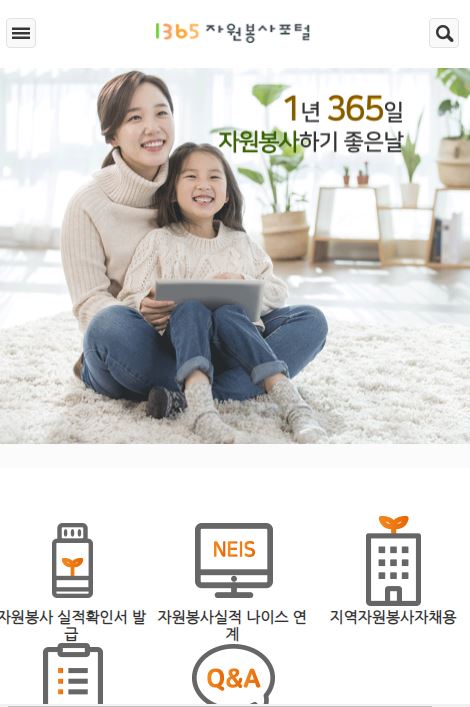 1365 자원봉사포털
1년 365일
자원봉사하기 좋은날
NEIS
자원봉사 실적확인서 발
급
자원봉사실적 나이스 연
계
지역자원봉사자채용
Q&A